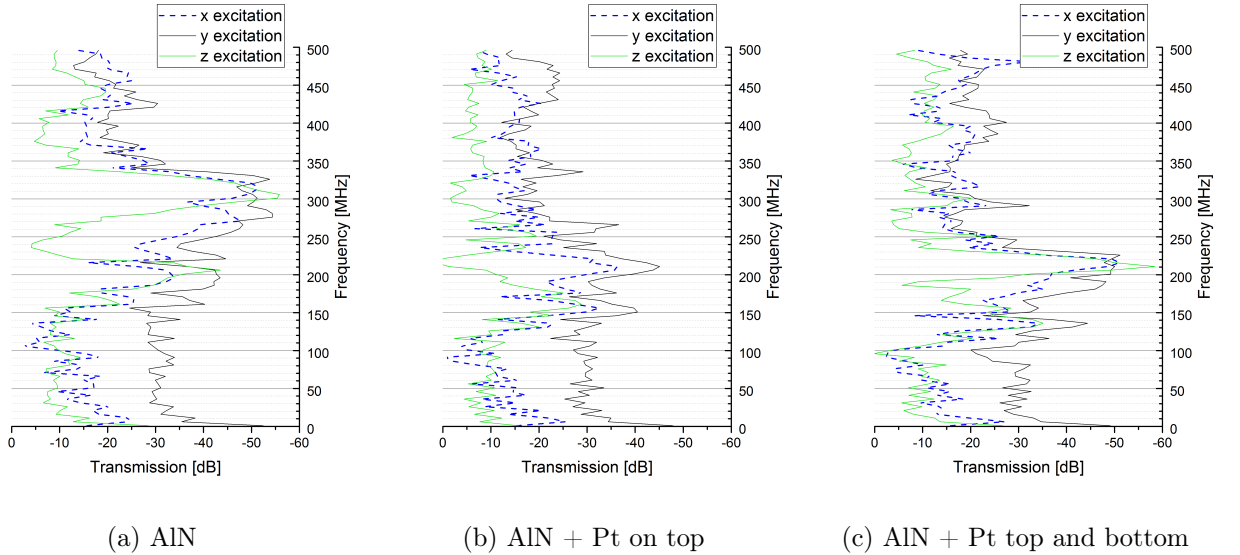 x excitation
y excitation
z excitation
500
450
400
350
300
250
200
150
100
50
0
Frequency [MHz]
0 -10 -20 -30 -40 -50 -60
Transmission [dB]
(a) AlN
x excitation
y excitation
z excitation
500
450
400
350
300
250
200
150
100
50
0
Frequency [MHz]
0 -10 -20 -30 -40 -50 -60
Transmission [dB]
(b) AlN + Pt on top
x excitation
y excitation
z excitation
500
450
400
350
300
250
200
150
100
50
0
Frequency [MHz]
0 -10 -20 -30 -40 -50 -60
Transmission [dB]
(c) AlN + Pt top and bottom